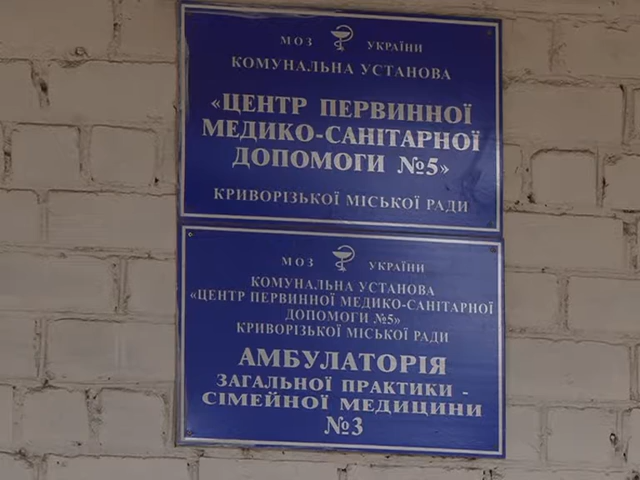 МОЗ УКРАЇНИ
КОМУНАЛЬНА УСТАНОВА
«ЦЕНТР ПЕРВИННОЇ
МЕДИКО-САНІТАРНОЇ
ДОПОМОГИ №5»
КРИВОРІЗЬКОЇ МІСЬКОЇ РАДИ
МОЗ УКРАЇНИ
КОМУНАЛЬНА УСТАНОВА
«ЦЕНТР ПЕРВИННОЇ МЕДИКО-САНІТАРНОЇ
ДОПОМОГИ №5»
КРИВОРІЗЬКОЇ МІСЬКОЇ РАДИ
АМБУЛАТОРІЯ
ЗАГАЛЬНОЇ ПРАКТИКИ -
СІМЕЙНОЇ МЕДИЦИНИ
№3